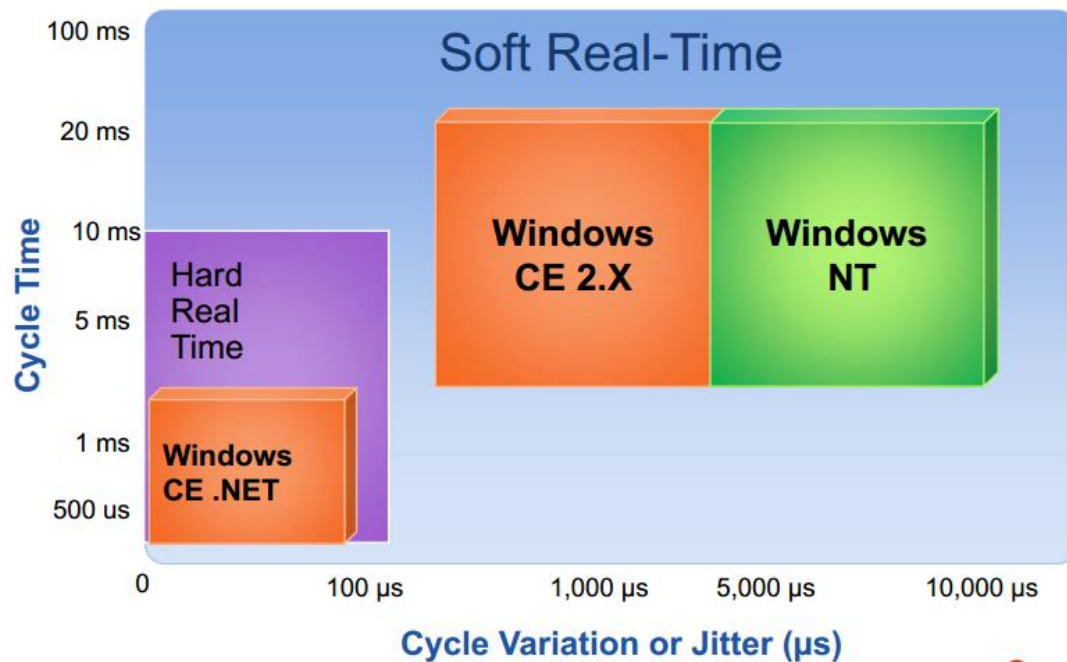 Soft Real-Time
100 ms
20 ms
10 ms
5 ms
1 ms
500 us
Cycle Time
Hard
Real
Time
Windows
CE .NET
Windows
CE 2.X
Windows
NT
0
100 µs
1,000 µs
5,000 µs
10,000 µs
Cycle Variation or Jitter (µs)